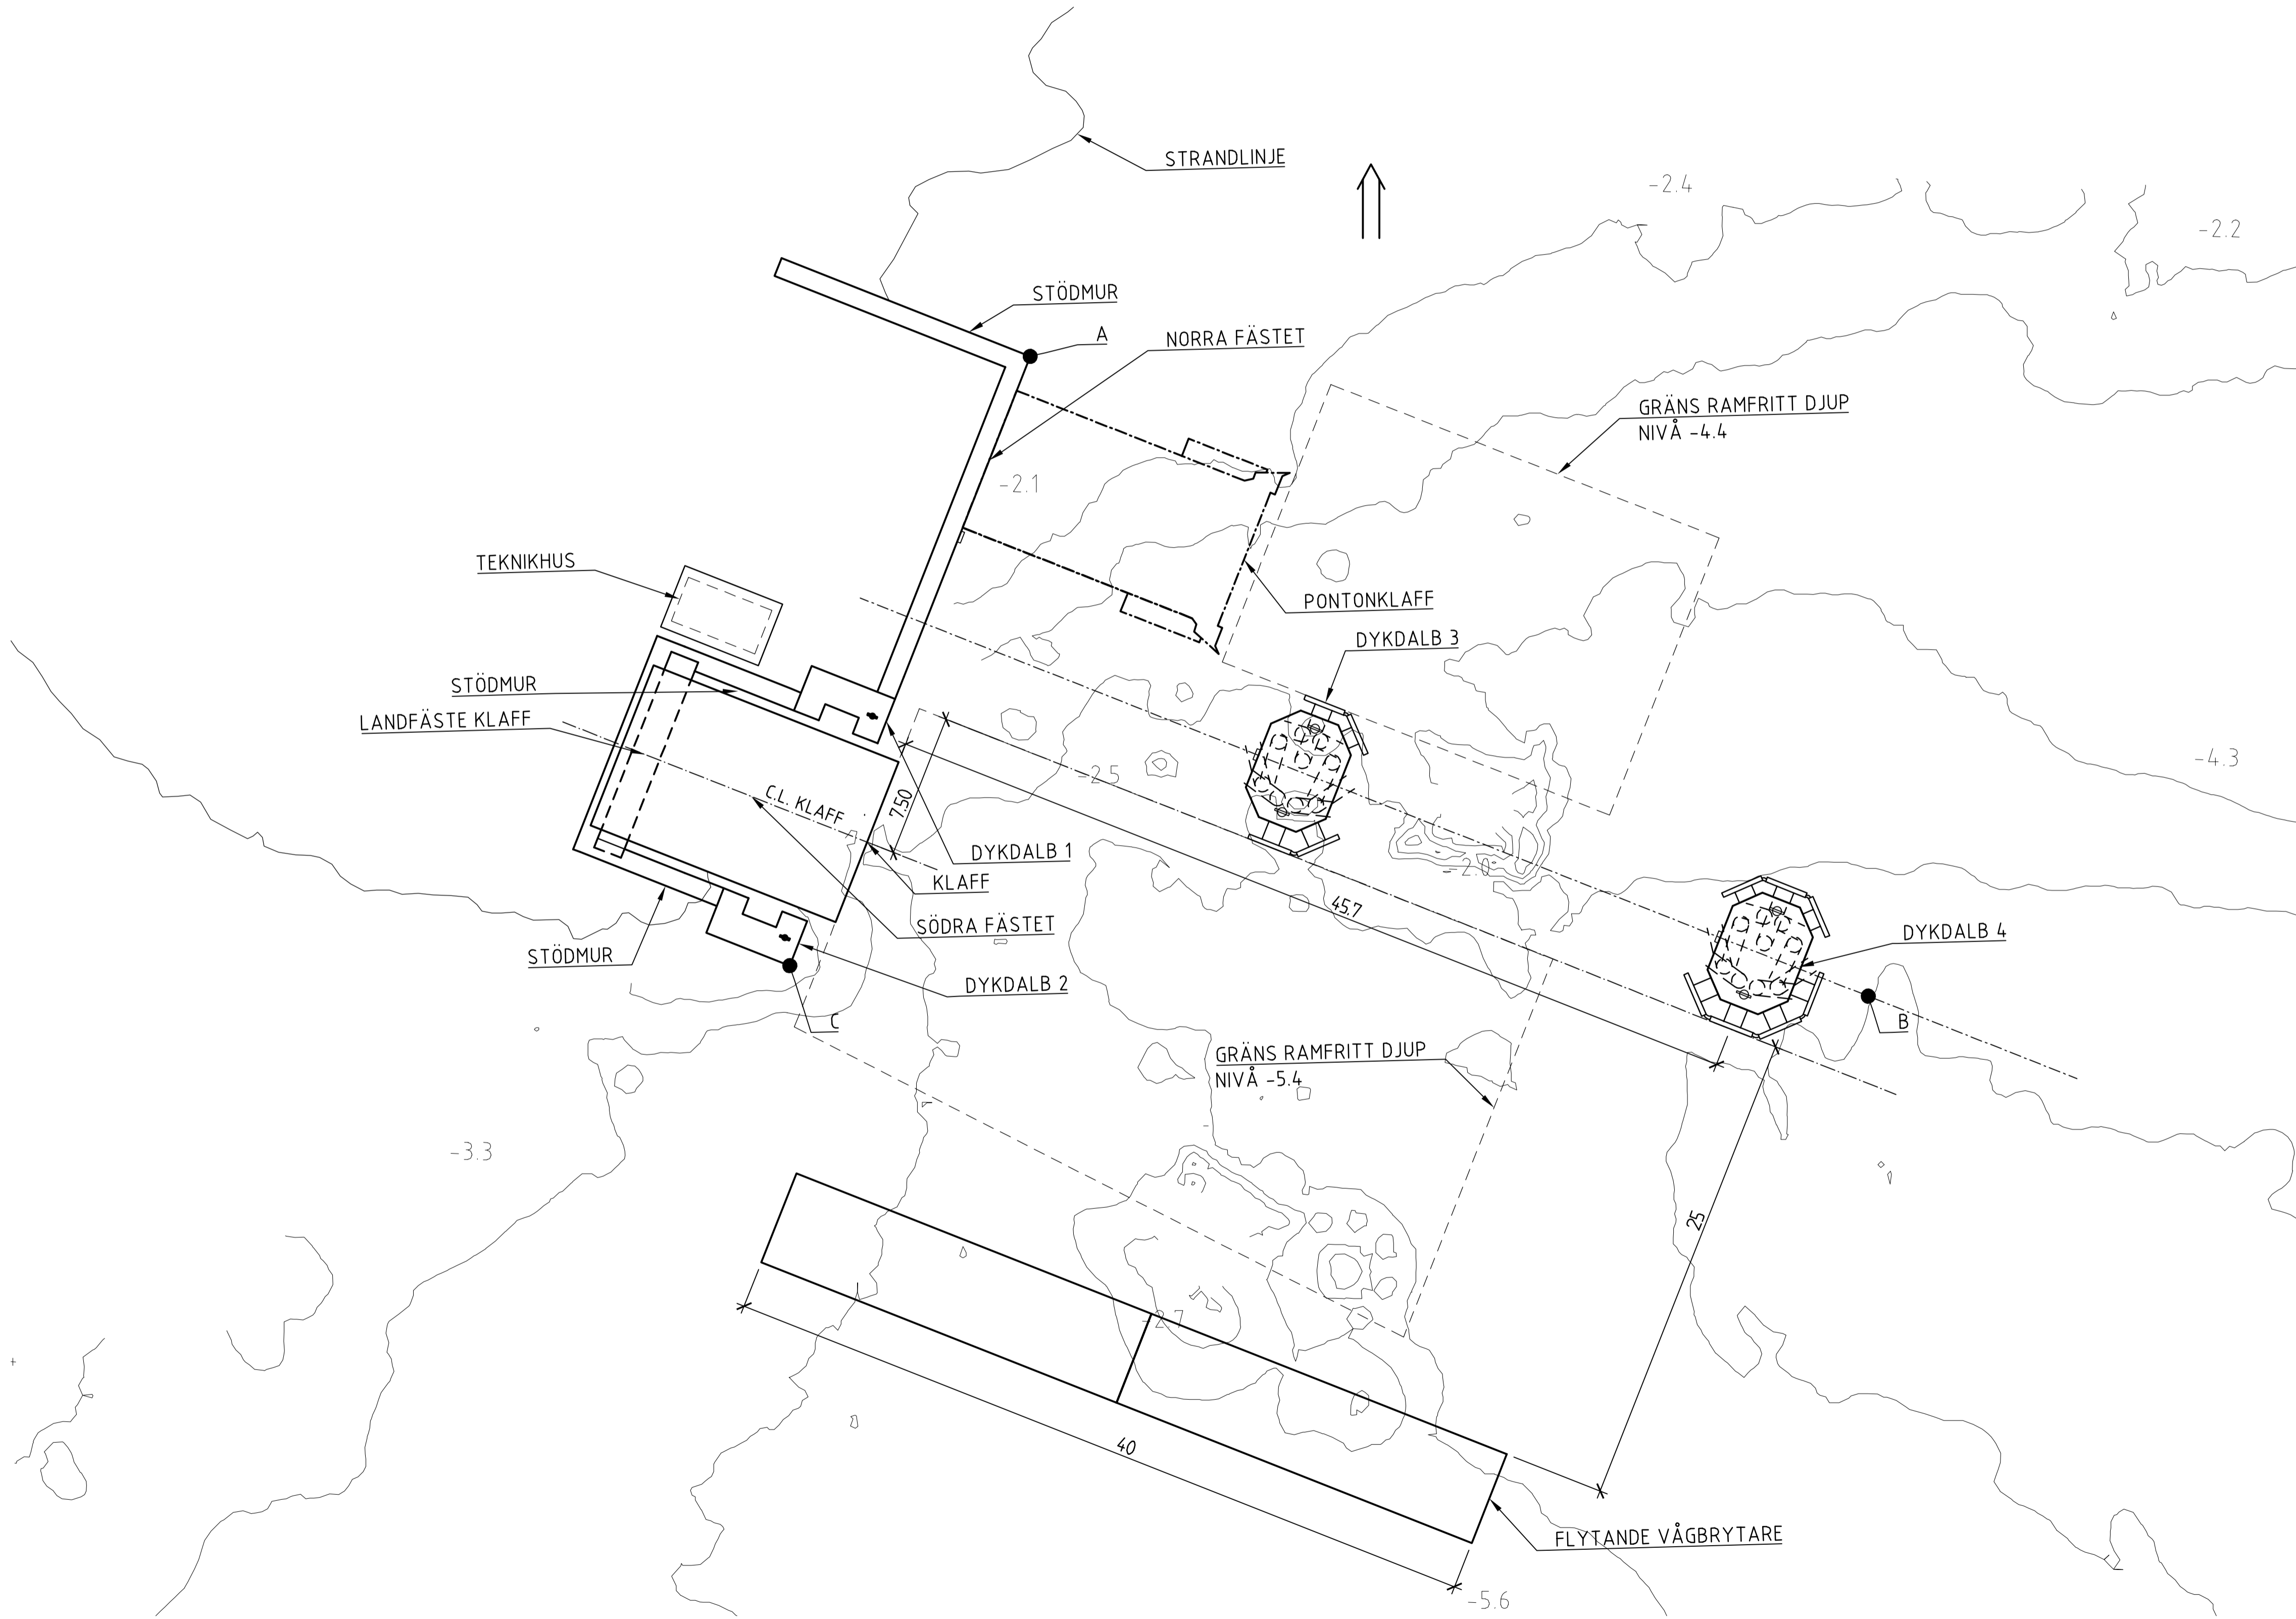 STRANDLINJE
-2.4
-2.2
STÖDMUR
A
NORRA FÄSTET
GRÄNS RAMFRITT DJUP
NIVÅ -4.4
-2.1
TEKNIKHUS
PONTONKLAFF
DYKDALB 3
STÖDMUR
LANDFÄSTE KLAFF
-4.3
-2.5
C.L. KLAFF
7.50
DYKDALB 1
-2.0
KLAFF
45.7
SÖDRA FÄSTET
DYKDALB 4
STÖDMUR
DYKDALB 2
C
B
GRÄNS RAMFRITT DJUP
NIVÅ -5.4
-3.3
25
-2.7
40
FLYTANDE VÅGBRYTARE
-5.6